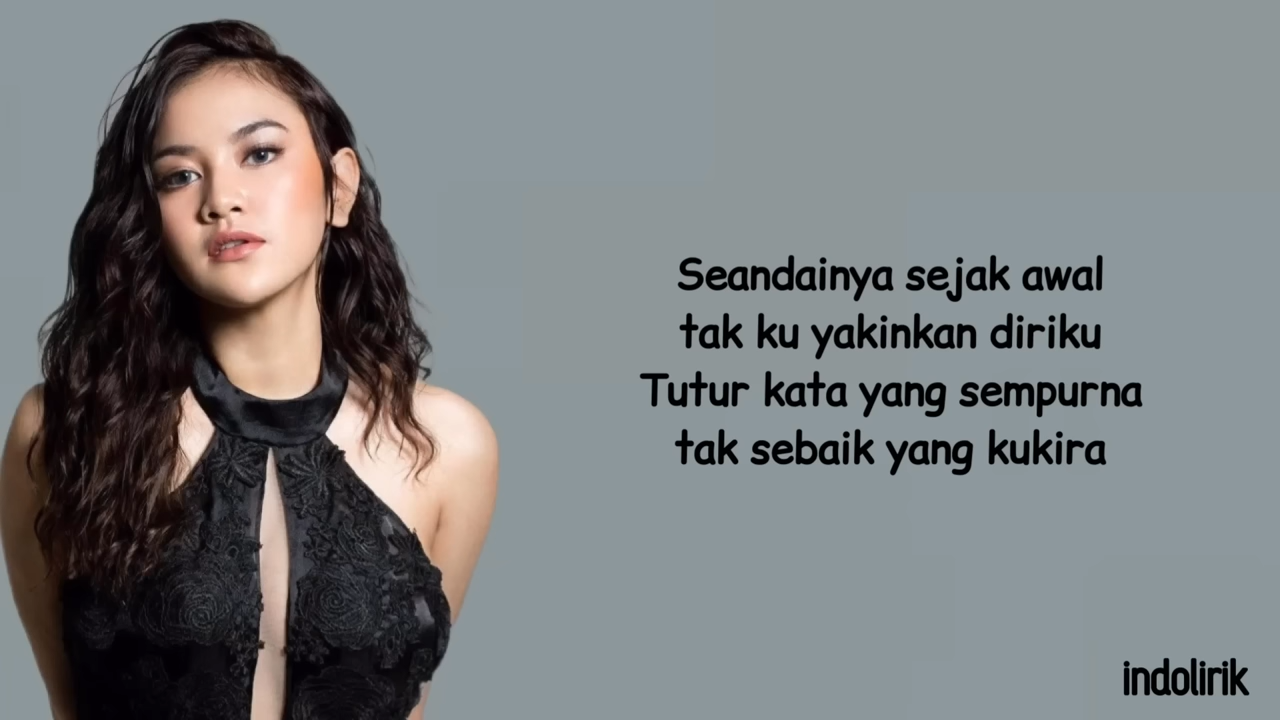 Seandainya sejak awal
tak ku yakinkan diriku
Tutur kata yang sempurna
tak sebaik yang kukira
indolirik